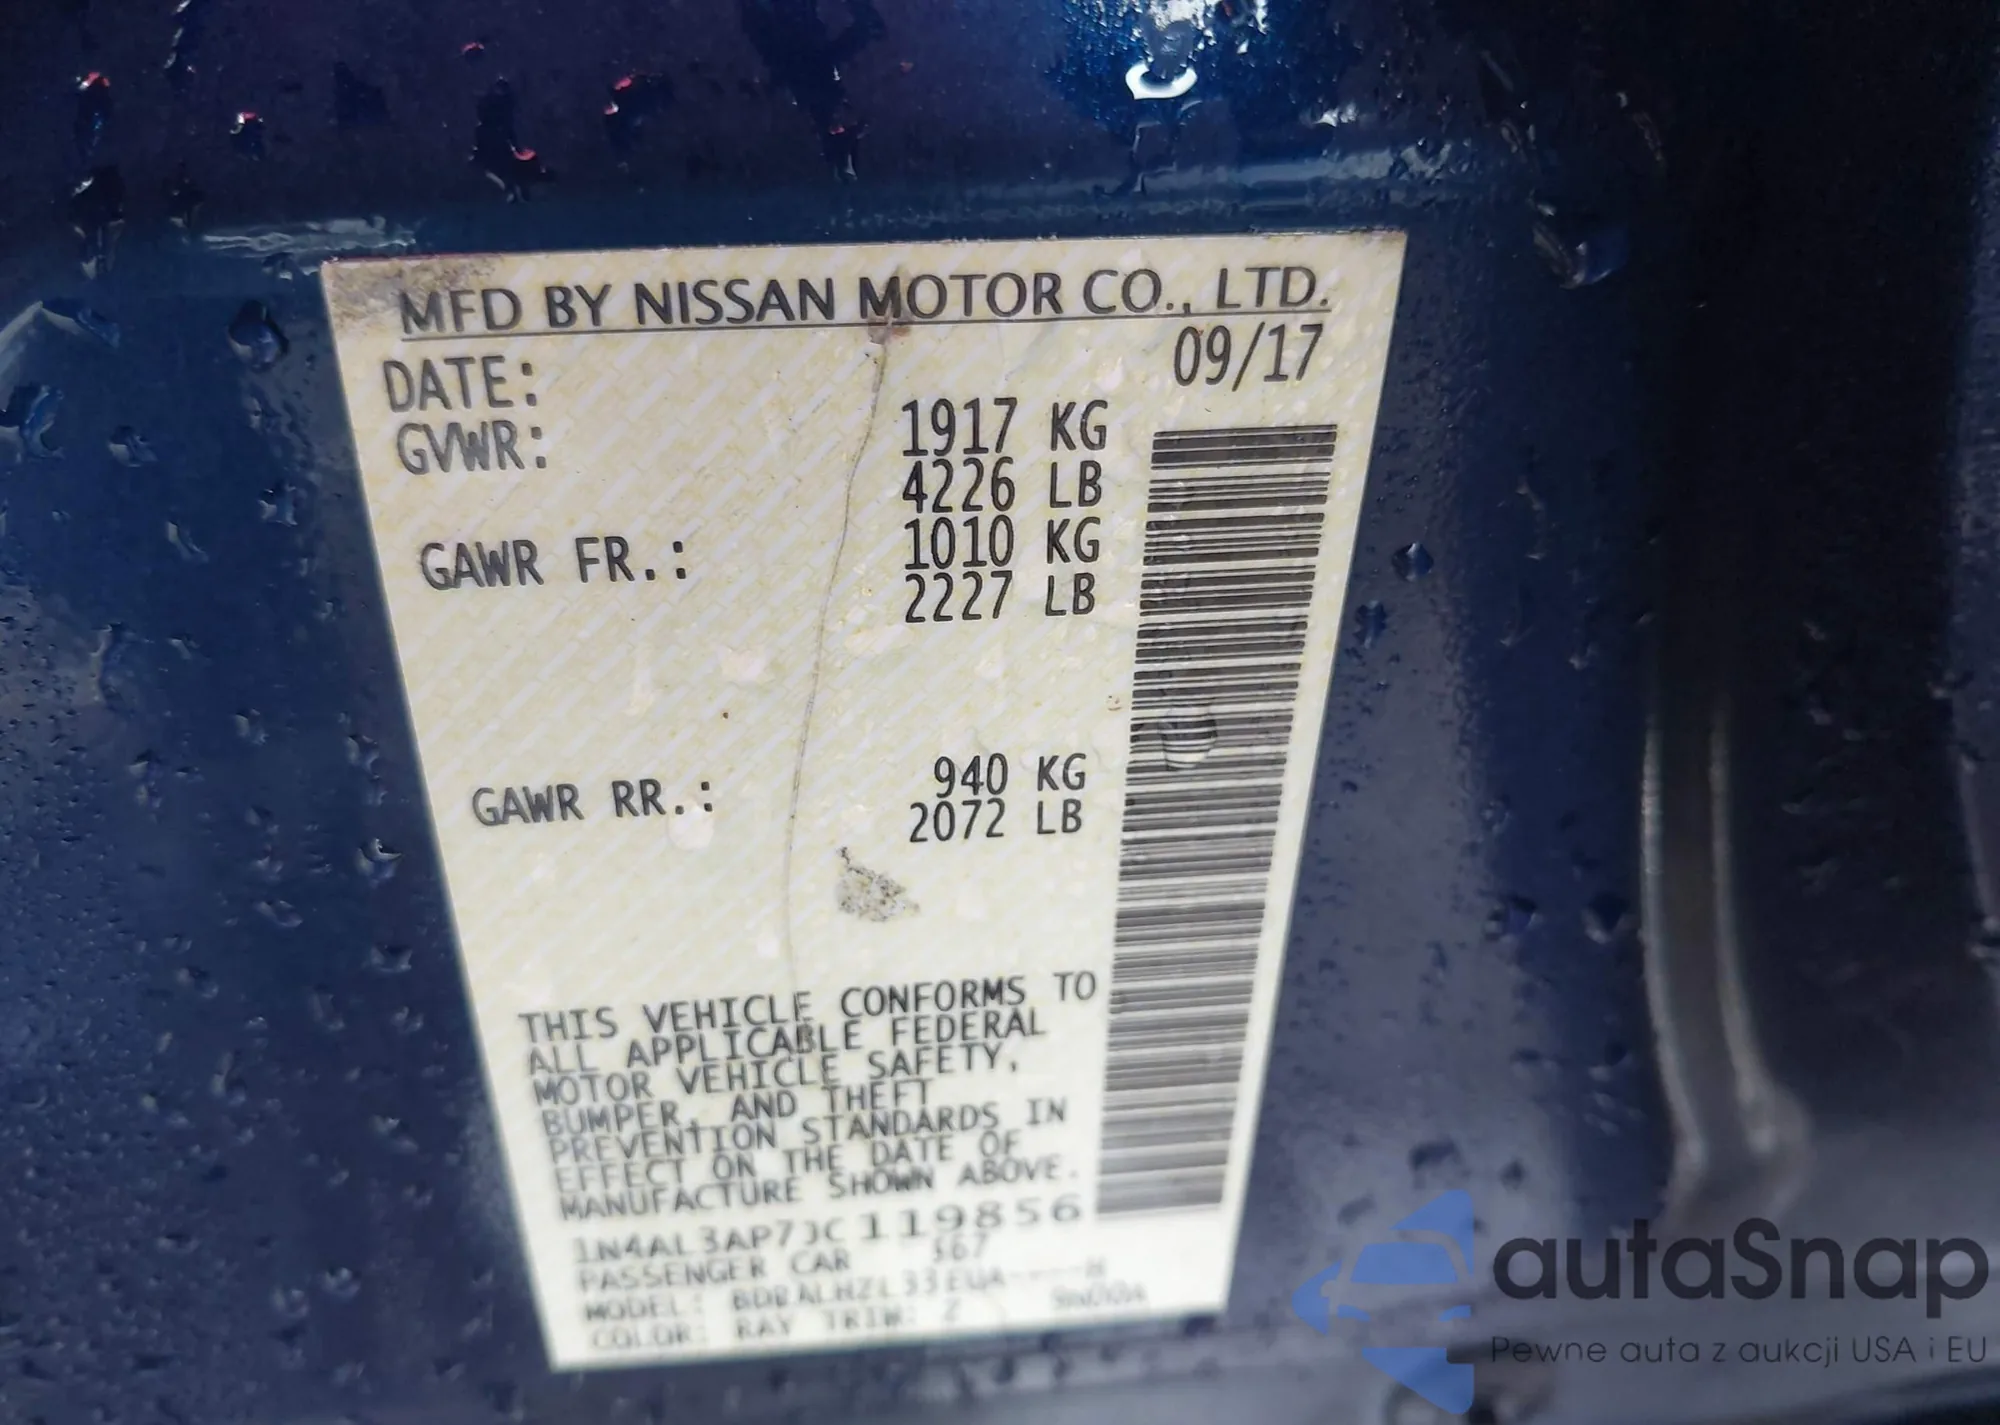 MFD BY NISSAN MOTOR CO., LTD.
DATE: 09/17
GVWR: 1917 KG
4226 LB
GAWR FR.: 1010 KG
2227 LB
GAWR RR.: 940 KG
2072 LB
THIS VEHICLE CONFORMS TO
ALL APPLICABLE FEDERAL
MOTOR VEHICLE SAFETY,
BUMPER, AND THEFT
PREVENTION STANDARDS IN
EFFECT ON THE DATE OF
MANUFACTURE SHOWN ABOVE.
1N4AL3AP7JC119856
PASSENGER CAR 367
MODEL:
COLOR: RAY TRIM: Z
autaSnap
Pewne auta z aukcji USA i EU